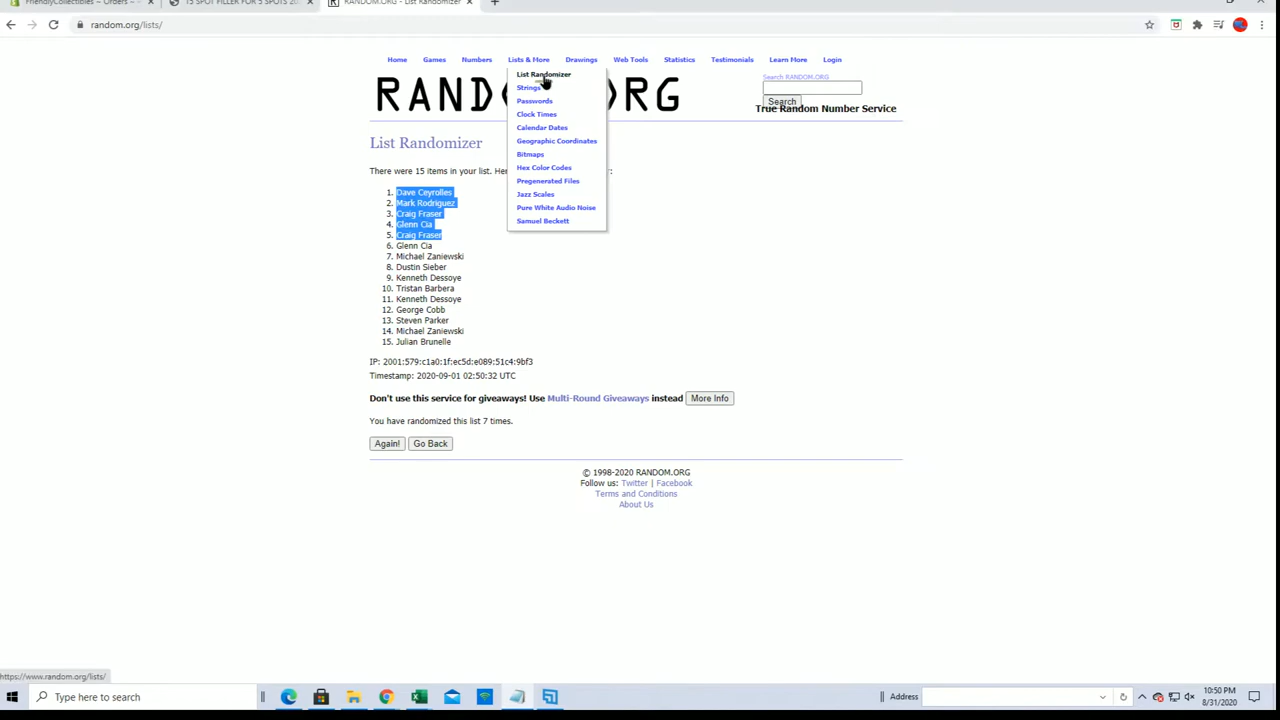 FriendlyCollectibles ~ Orders
15 SPOT FILLER FOR 5 SPOTS
RANDOM.ORG - List Randomizer
random.org/lists/
Home Games Numbers Lists & More Drawings Web Tools Statistics Testimonials Learn More Login
List Randomizer
Strings
Passwords
Clock Times
Calendar Dates
Geographic Coordinates
Bitmaps
Hex Color Codes
Pregenerated Files
Jazz Scales
Pure White Audio Noise
Samuel Beckett
RAND RG
Search RANDOM.ORG
Search
True Random Number Service
List Randomizer
There were 15 items in your list. Her
1. Dave Ceyrolles
2. Mark Rodriguez
3. Craig Fraser
4. Glenn Cia
5. Craig Fraser
6. Glenn Cia
7. Michael Zaniewski
8. Dustin Sieber
9. Kenneth Dessoye
10. Tristan Barbera
11. Kenneth Dessoye
12. George Cobb
13. Steven Parker
14. Michael Zaniewski
15. Julian Brunelle
IP: 2001:579:c1a0:1f:ec5d:e089:51c4:9bf3
Timestamp: 2020-09-01 02:50:32 UTC
Don't use this service for giveaways! Use Multi-Round Giveaways instead More Info
You have randomized this list 7 times.
Again! Go Back
© 1998-2020 RANDOM.ORG
Follow us: Twitter | Facebook
Terms and Conditions
About Us
https://www.random.org/lists/
Type here to search
Address
10:50 PM
8/31/2020